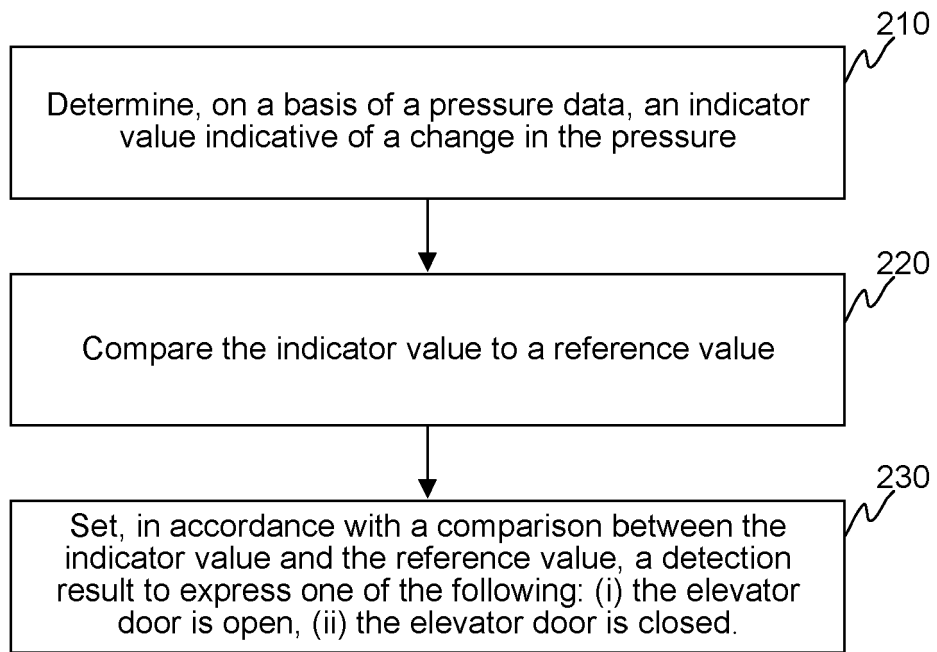 210
Determine, on a basis of a pressure data, an indicator
value indicative of a change in the pressure
220
Compare the indicator value to a reference value
230
Set, in accordance with a comparison between the
indicator value and the reference value, a detection
result to express one of the following: (i) the elevator
door is open, (ii) the elevator door is closed.